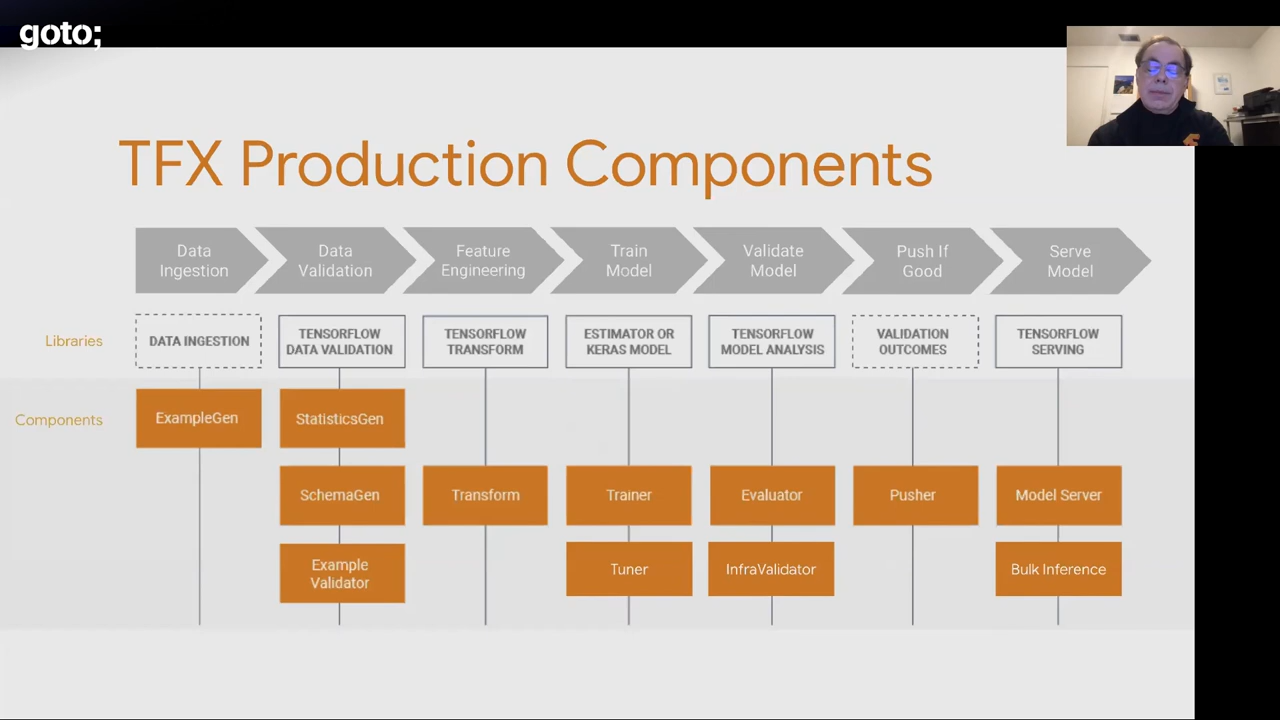 goto;
TFX Production Components
Data
Ingestion
Data
Validation
Feature
Engineering
Train
Model
Validate
Model
Push If
Good
Serve
Model
Libraries
DATA INGESTION
TENSORFLOW
DATA VALIDATION
TENSORFLOW
TRANSFORM
ESTIMATOR OR
KERAS MODEL
TENSORFLOW
MODEL ANALYSIS
VALIDATION
OUTCOMES
TENSORFLOW
SERVING
Components
ExampleGen
StatisticsGen
SchemaGen
Transform
Trainer
Evaluator
Pusher
Model Server
Example
Validator
Tuner
InfraValidator
Bulk Inference